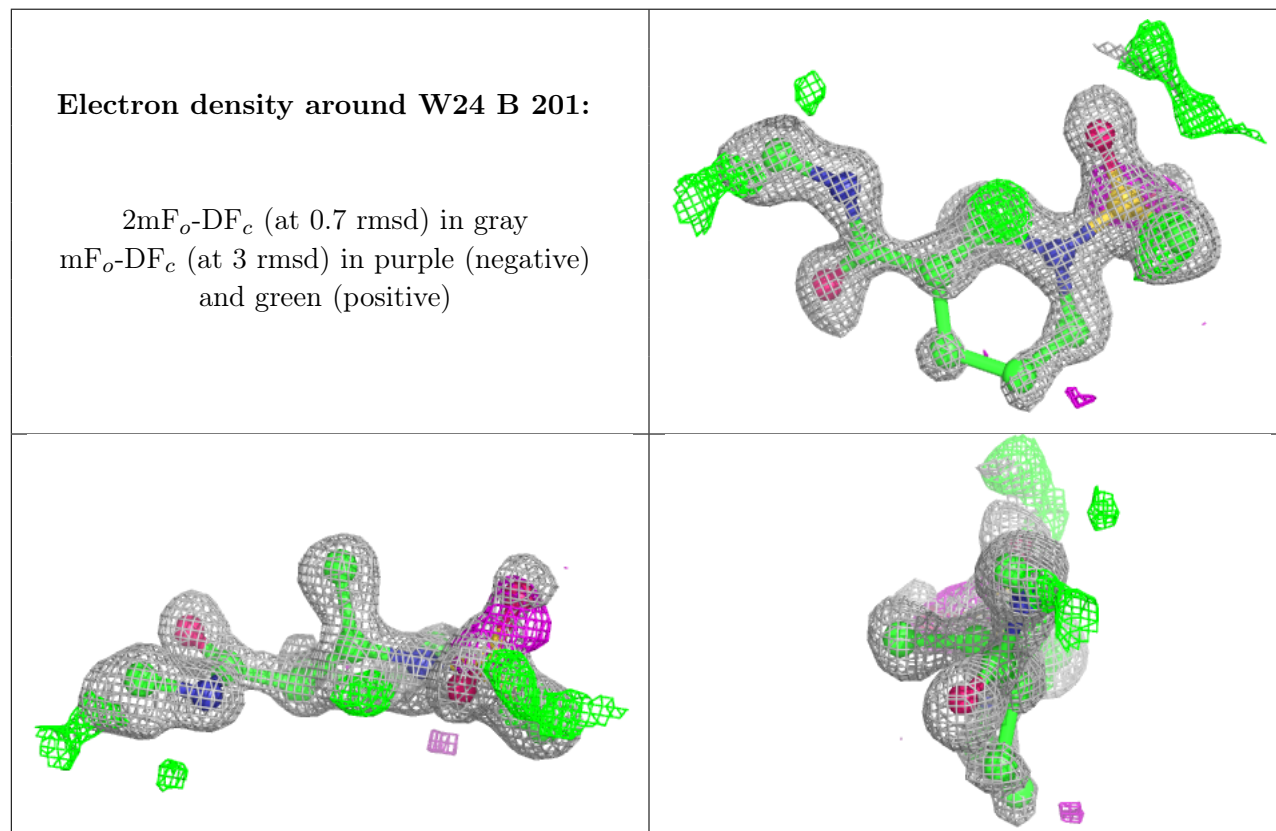 Electron density around W24 B 201:
2mFo-DFc (at 0.7 rmsd) in gray
mFo-DFc (at 3 rmsd) in purple (negative)
and green (positive)